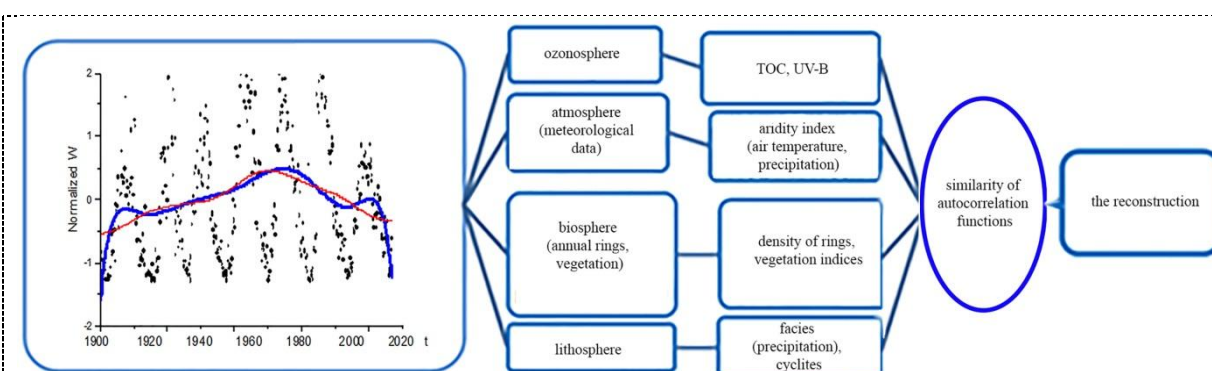 2
1
0
-1
-2
Normalized W
1900 1920 1940 1960 1980 2000 2020 t
ozonosphere
TOC, UV-B
atmosphere
(meteorological
data)
aridity index
(air temperature,
precipitation)
biosphere
(annual rings,
vegetation)
density of rings,
vegetation indices
lithosphere
facies
(precipitation),
cyclites
similarity of
autocorrelation
functions
the reconstruction